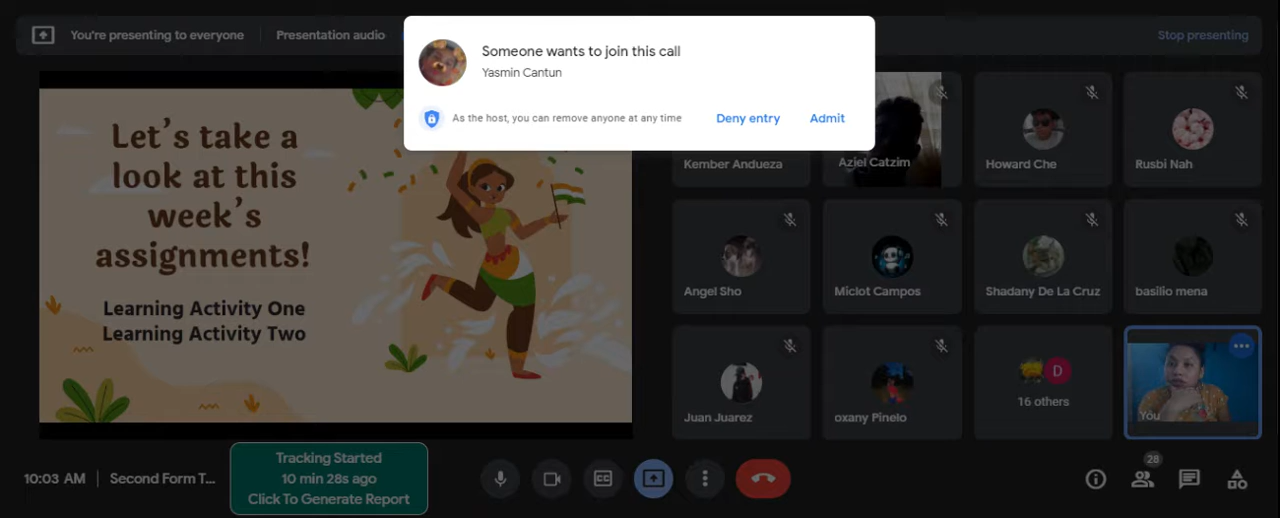 You're presenting to everyone
Presentation audio
Someone wants to join this call
Yasmin Cantun
As the host, you can remove anyone at any time
Deny entry
Admit
Stop presenting
Let's take a
look at this
week's
assignments!
Learning Activity One
Learning Activity Two
Kember Andueza
Aziel Catzim
Howard Che
Rusbi Nah
Angel Sho
Miclot Campos
Shadany De La Cruz
basilio mena
Juan Juarez
oxany Pinelo
D
16 others
You
10:03 AM
Second Form T...
Tracking Started
10 min 28s ago
Click To Generate Report
CC
28